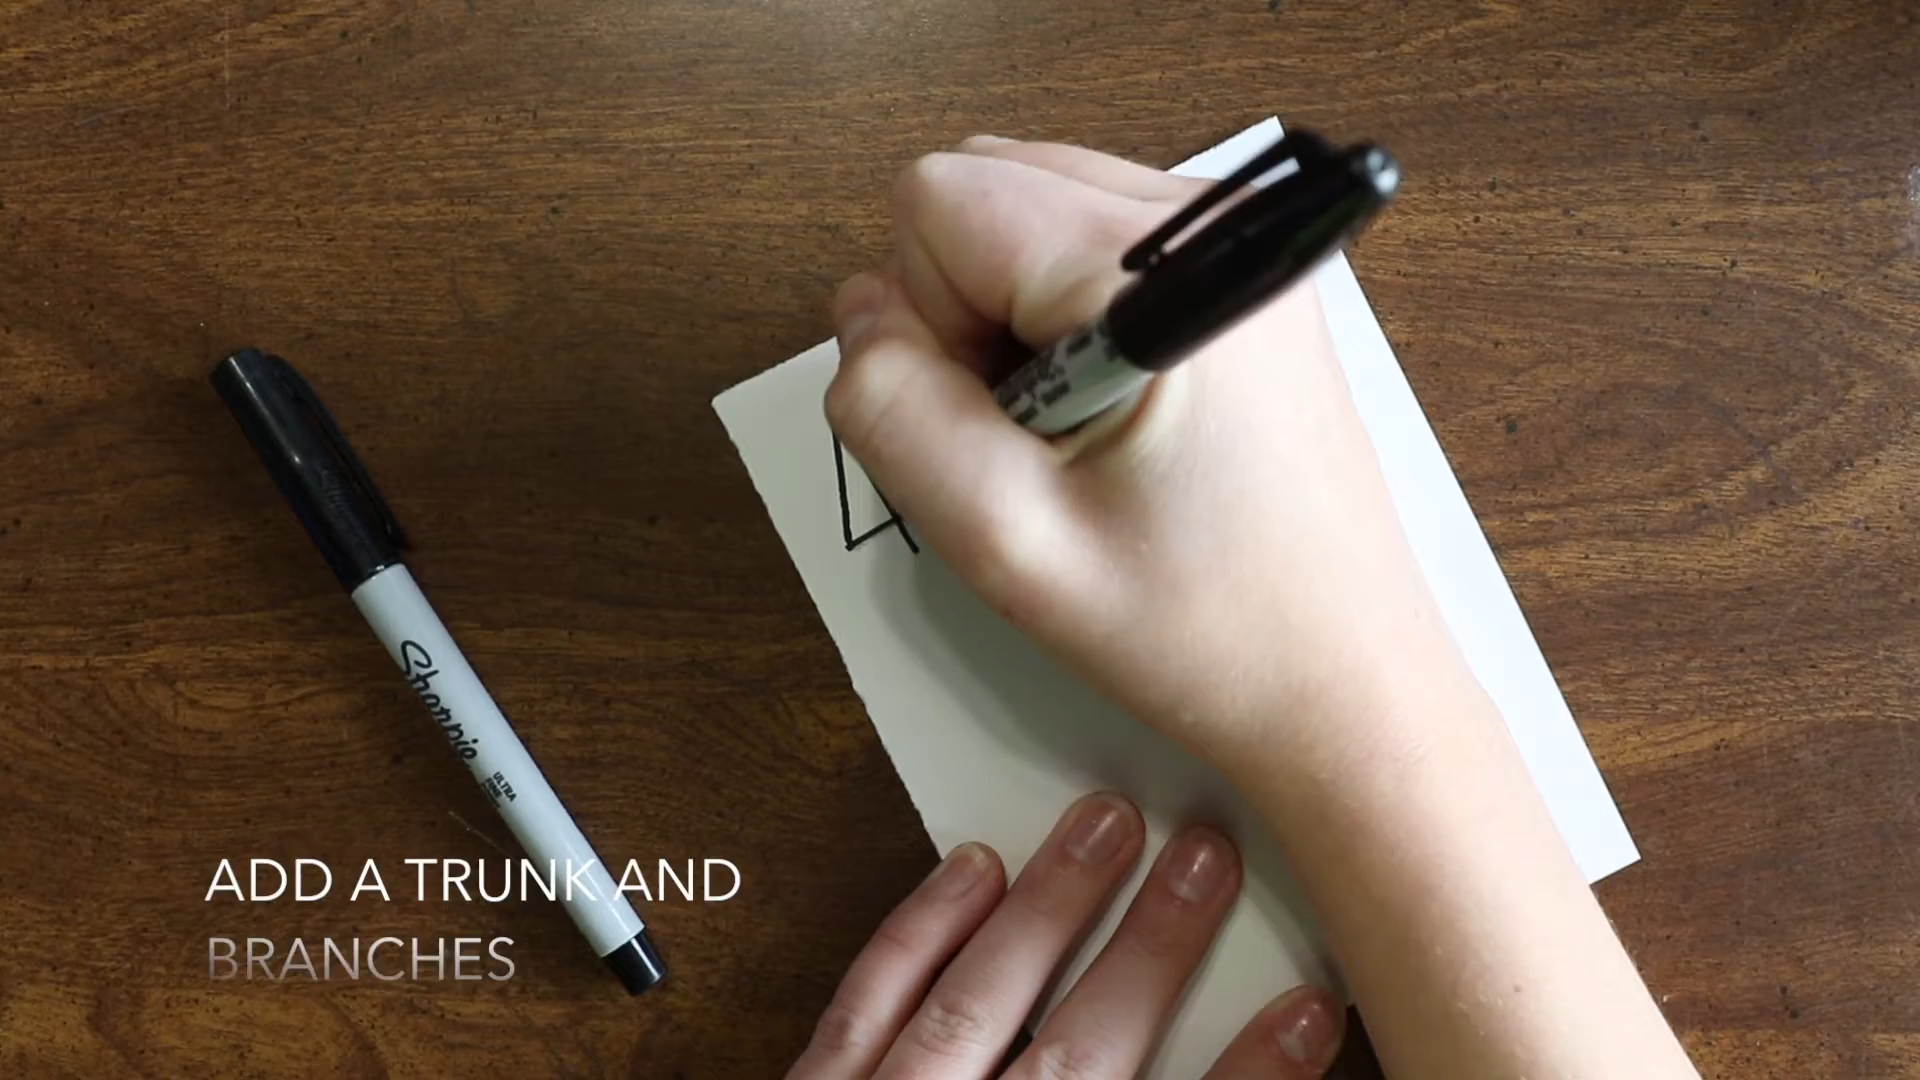 Sharpie
ULTRA
FINE
ADD A TRUNK AND
BRANCHES